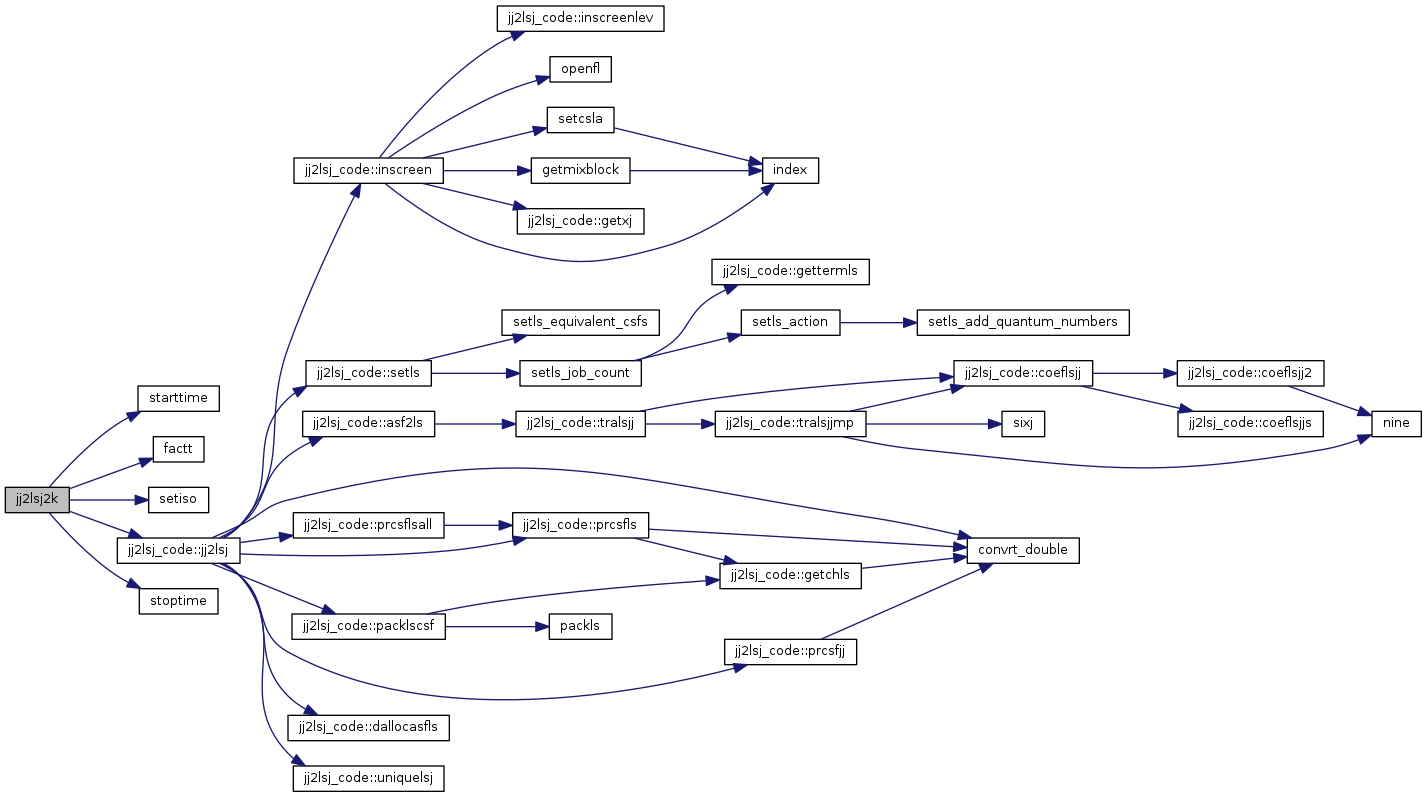 jj2lsj_code::inscreenlev
openfl
setcsla
jj2lsj_code::inscreen
getmixblock
index
jj2lsj_code::getxj
jj2lsj_code::gettermls
setls_equivalent_csfs
setls_action
setls_add_quantum_numbers
jj2lsj_code::setls
setls_job_count
jj2lsj_code::coeflsjj
jj2lsj_code::coeflsjj2
starttime
jj2lsj_code::asf2ls
jj2lsj_code::tralsjj
jj2lsj_code::tralsjjmp
sixj
jj2lsj_code::coeflsjjs
nine
factt
jj2lsj2k
setiso
jj2lsj_code::prcsflsall
jj2lsj_code::prcsfls
jj2lsj_code::jj2lsj
convrt_double
jj2lsj_code::getchls
stoptime
jj2lsj_code::packlscsf
packls
jj2lsj_code::prcsfjj
jj2lsj_code::dallocasfls
jj2lsj_code::uniquelsj